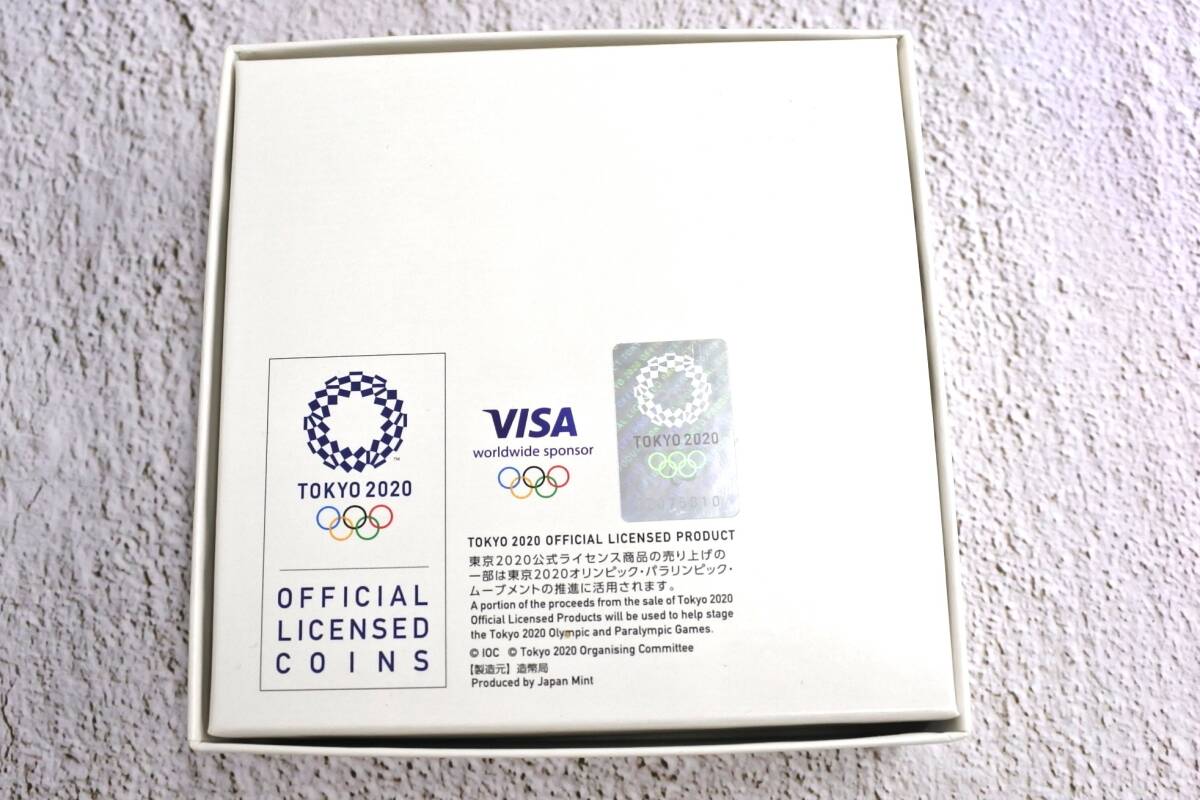 TOKYO 2020
OFFICIAL
LICENSED
COINS
VISA
worldwide sponsor
TOKYO 2020
TOKYO 2020 OFFICIAL LICENSED PRODUCT
東京2020公式ライセンス商品の売り上げの
一部は東京2020オリンピック・パラリンピック・
ムーブメントの推進に活用されます。
A portion of the proceeds from the sale of Tokyo 2020
Official Licensed Products will be used to help stage
the Tokyo 2020 Olympic and Paralympic Games.
© IOC © Tokyo 2020 Organising Committee
【製造元】造幣局
Produced by Japan Mint